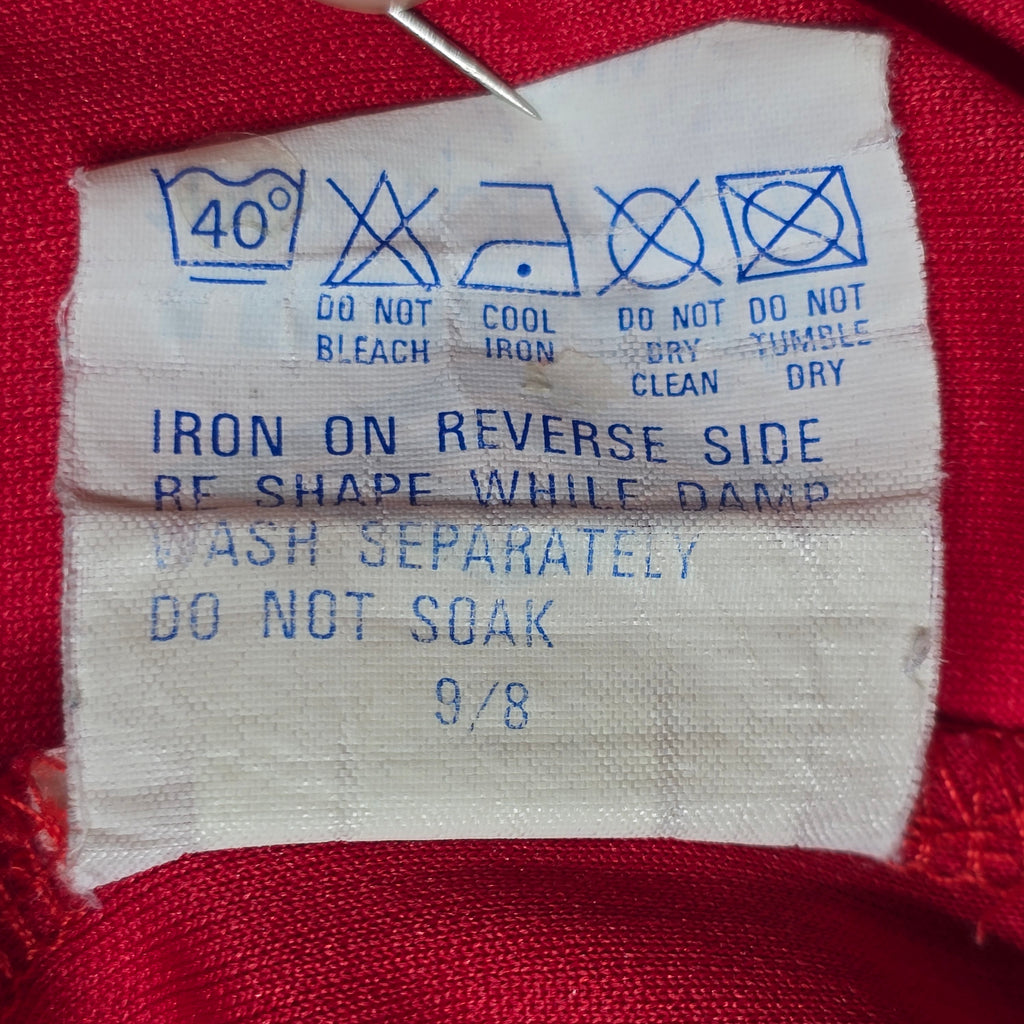 40°
DO NOT BLEACH
COOL IRON
DO NOT DRY CLEAN
DO NOT TUMBLE DRY
IRON ON REVERSE SIDE
RE SHAPE WHILE DAMP
WASH SEPARATELY
DO NOT SOAK
9/8